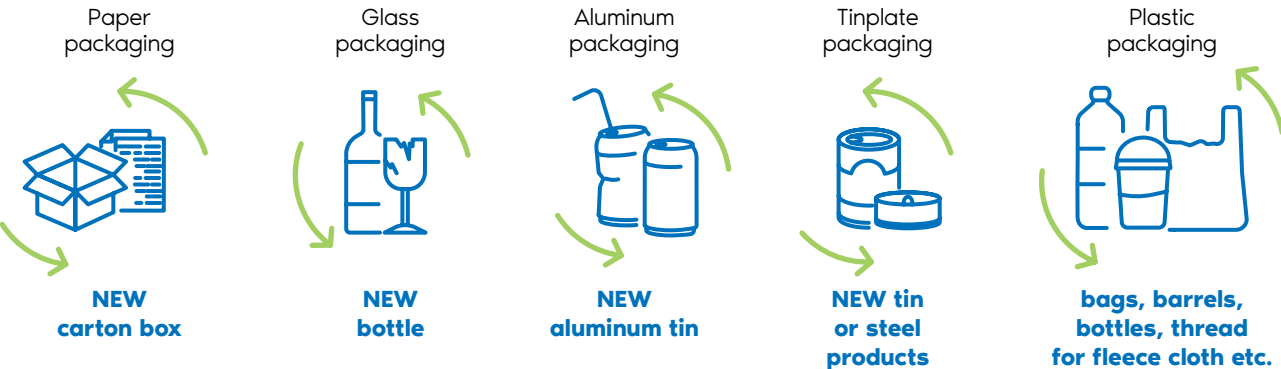 Paper
packaging
Glass
packaging
Aluminum
packaging
Tinplate
packaging
Plastic
packaging
NEW
carton box
NEW
bottle
NEW
aluminum tin
NEW tin
or steel
products
bags, barrels,
bottles, thread
for fleece cloth etc.